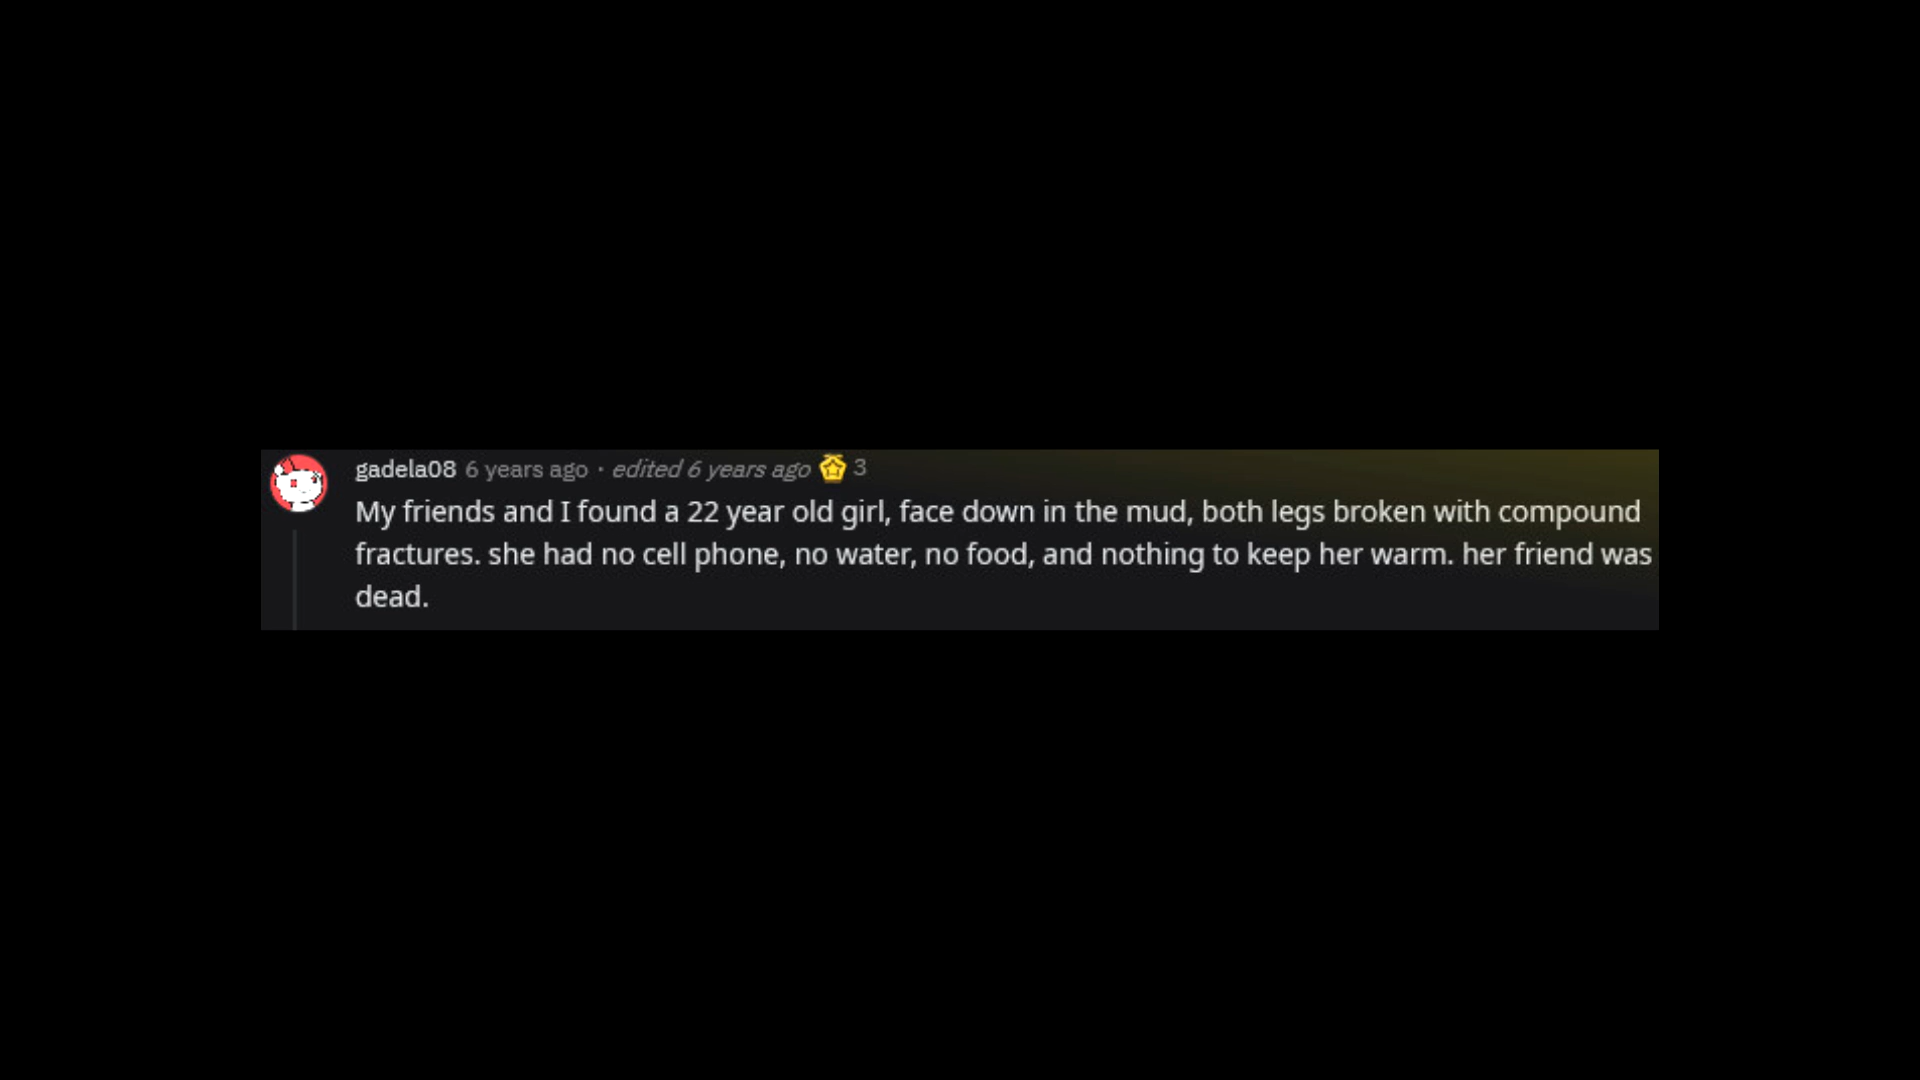 gadela08 6 years ago · edited 6 years ago 3
My friends and I found a 22 year old girl, face down in the mud, both legs broken with compound
fractures. she had no cell phone, no water, no food, and nothing to keep her warm. her friend was
dead.